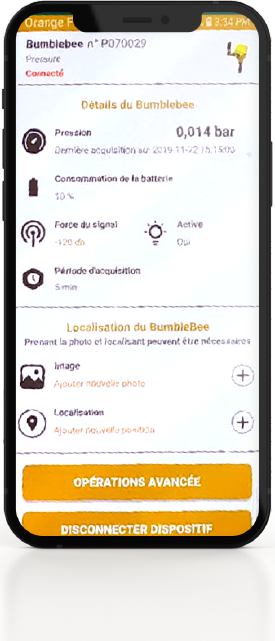 Orange F 3:34 PM
Bumblebee n° P070029
Pressure
Connecté
Détails du Bumblebee
Pression 0,014 bar
Dernière acquisition sur 2019-11-22 15:15:00
Consommation de la batterie
10 %
Force du signal Active
-120 db Oui
Période d'acquisition
5 min
Localisation du BumbleBee
Prenant la photo et localisant peuvent être nécessaires
Image
Ajouter nouvelle photo
Localisation
Ajouter nouvelle position
OPÉRATIONS AVANCÉE
DISCONNECTER DISPOSITIF